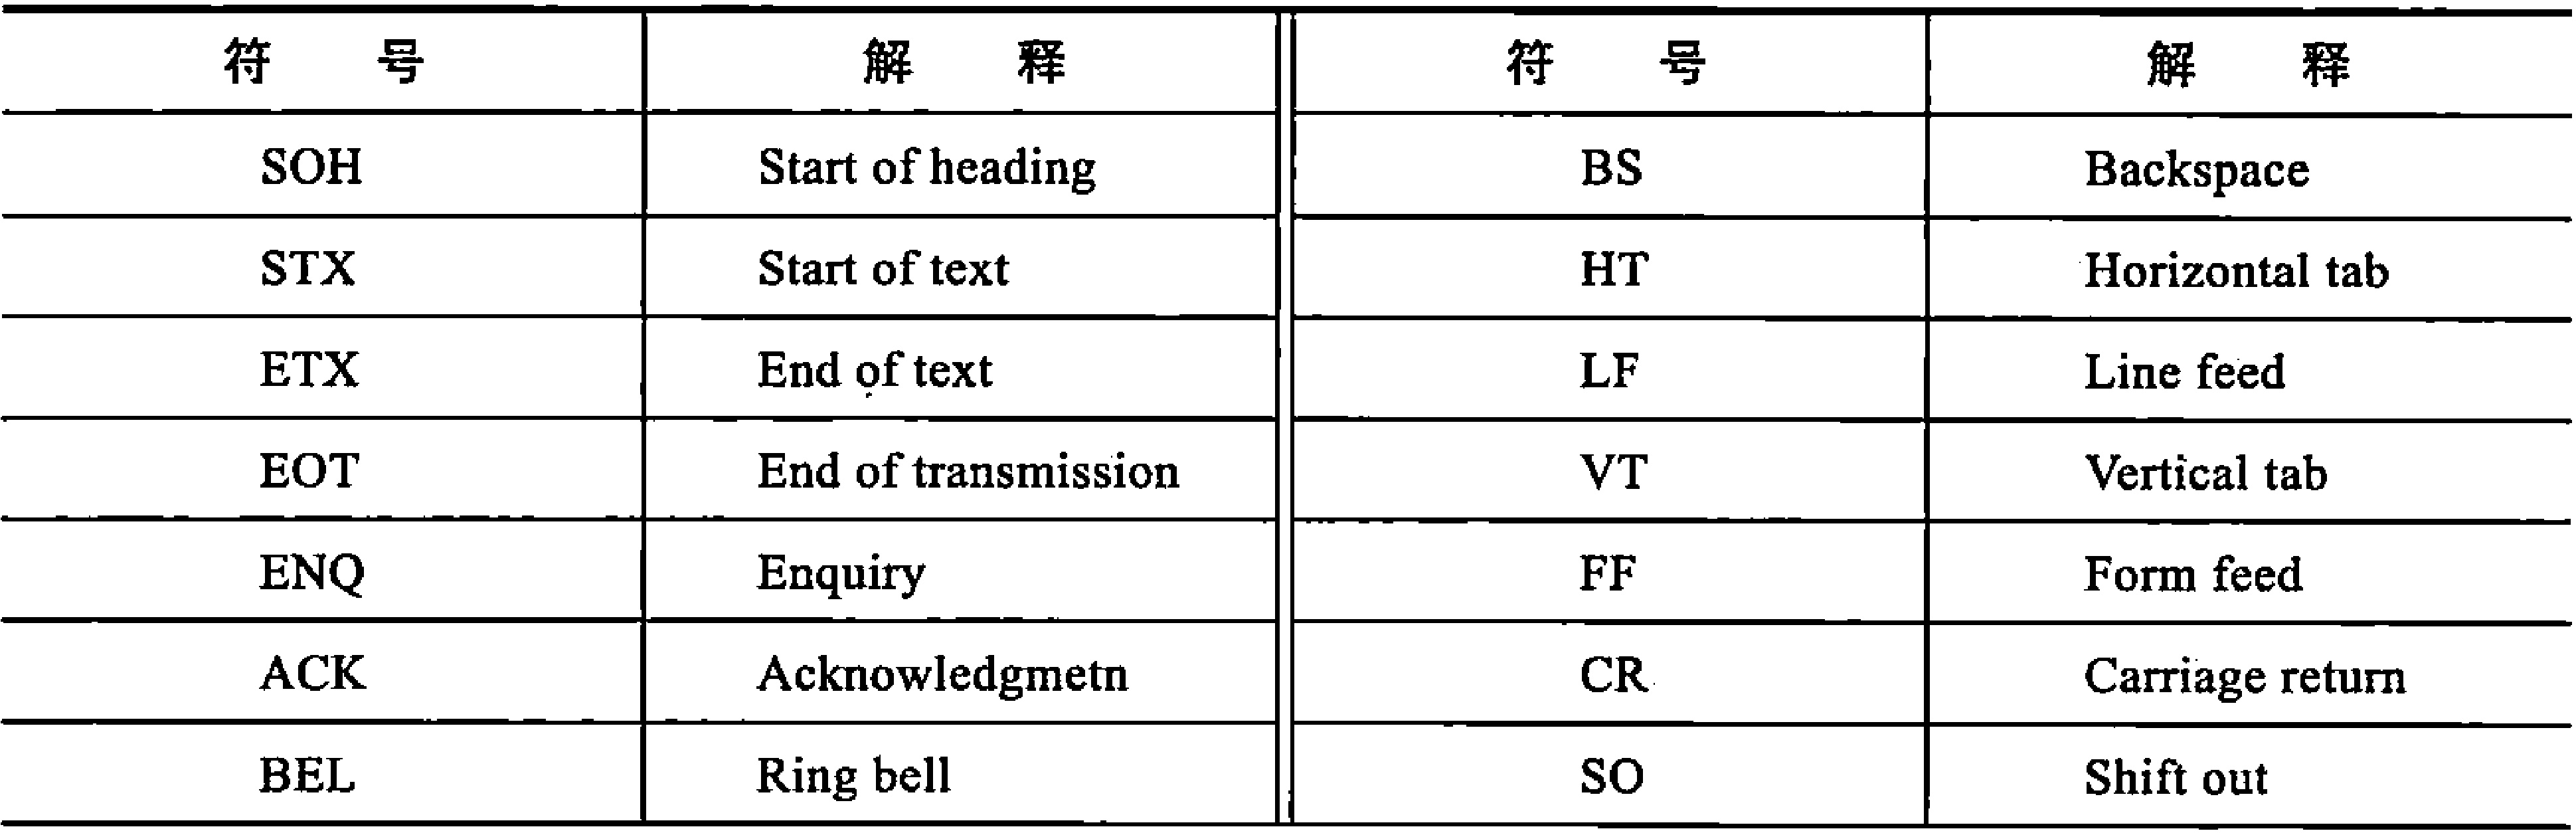 符 号 解 释 符 号 解 释
SOH Start of heading BS Backspace
STX Start of text HT Horizontal tab
ETX End of text LF Line feed
EOT End of transmission VT Vertical tab
ENQ Enquiry FF Form feed
ACK Acknowledgmetn CR Carriage return
BEL Ring bell SO Shift out